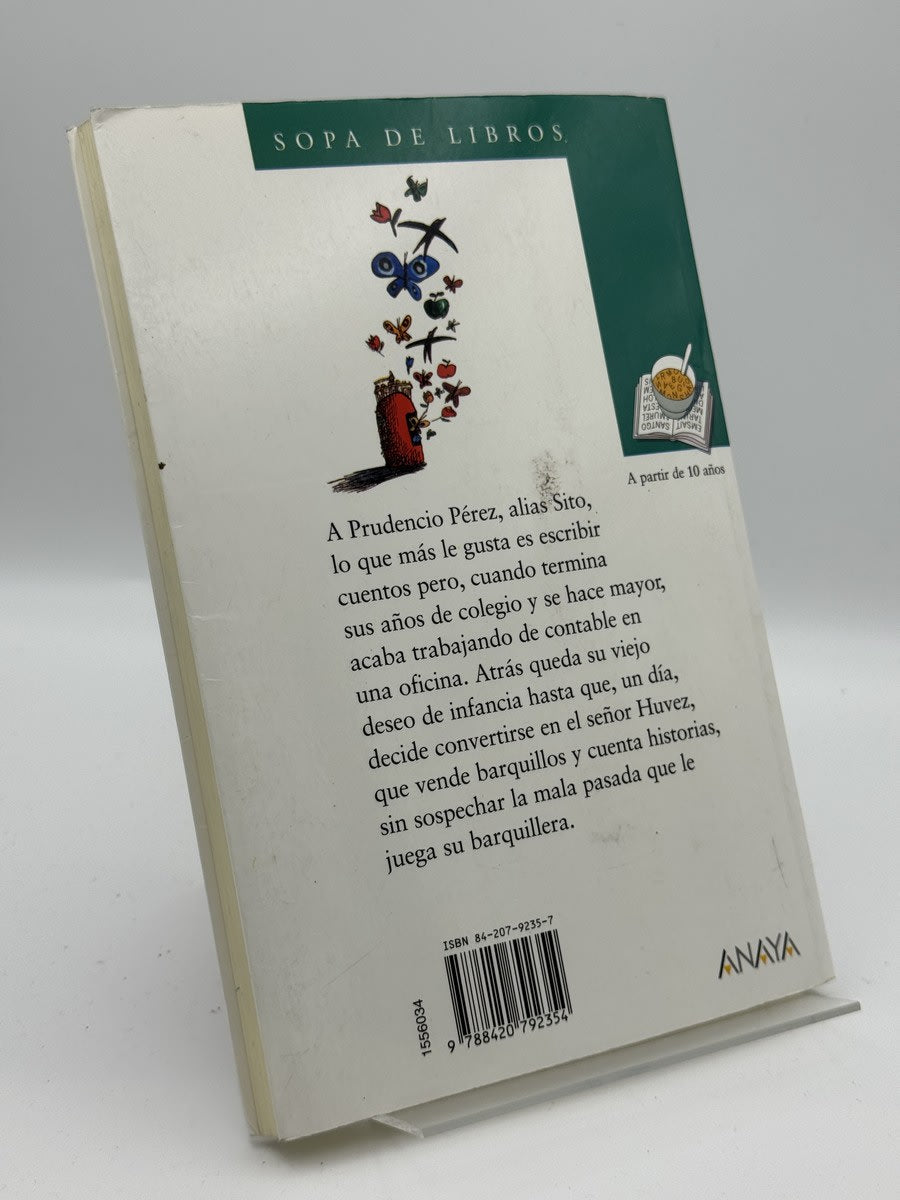 SOPA DE LIBROS
A partir de 10 años
A Prudencio Pérez, alias Sito,
lo que más le gusta es escribir
cuentos pero, cuando termina
sus años de colegio y se hace mayor,
acaba trabajando de contable en
una oficina. Atrás queda su viejo
deseo de infancia hasta que, un día,
decide convertirse en el señor Huvez,
que vende barquillos y cuenta historias,
sin sospechar la mala pasada que le
juega su barquillera.
ISBN 84-207-9235-7
9 788420 792354
1556034
ANAYA